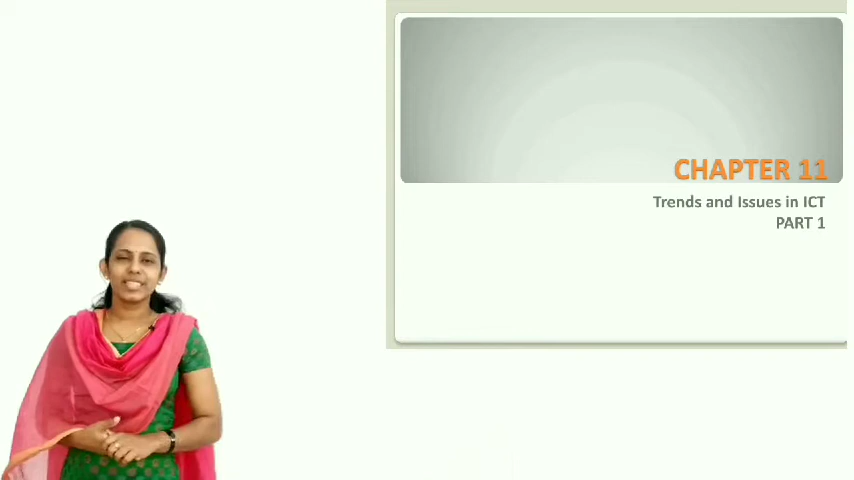 CHAPTER 11
Trends and Issues in ICT
PART 1